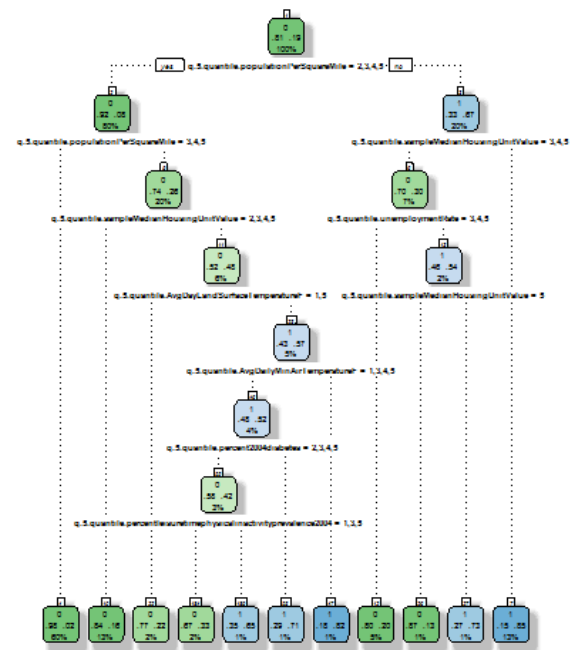 0
.81 .19
100%
yes q.5.quantile.populationPerSquareMile = 2,3,4,5 no
0
.92 .08
80%
1
.33 .67
20%
q.5.quantile.populationPerSquareMile = 3,4,5
q.5.quantile.sampleMedianHousingUnitValue = 3,4,5
0
.74 .26
20%
0
.70 .30
7%
q.5.quantile.sampleMedianHousingUnitValue = 2,3,4,5
q.5.quantile.unemploymentRate = 3,4,5
0
.52 .48
6%
1
.46 .54
2%
q.5.quantile.AvgDayLandSurfaceTemperatureF = 1,5
q.5.quantile.sampleMedianHousingUnitValue = 5
1
.43 .57
5%
q.5.quantile.AvgDailyMinAirTemperatureF = 1,3,4,5
1
.48 .52
4%
q.5.quantile.percent2004diabetes = 2,3,4,5
0
.58 .42
2%
q.5.quantile.percentleisuretimephysicalinactivityprevalence2004 = 1,3,5
0 0 0 0 1 1 1 0 0 1 1
.98 .02 .84 .16 .77 .22 .67 .33 .35 .65 .29 .71 .18 .82 .80 .20 .87 .13 .27 .73 .15 .85
60% 13% 2% 2% 1% 1% 1% 5% 1% 1% 13%